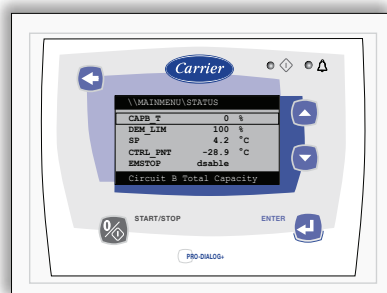 Carrier
\\MAINMENU\STATUS
CAPB_T 0 %
DEM_LIM 100 %
SP 4.2 °C
CTRL_PNT -28.9 °C
EMSTOP dsable
Circuit B Total Capacity
START/STOP
ENTER
PRO-DIALOG+